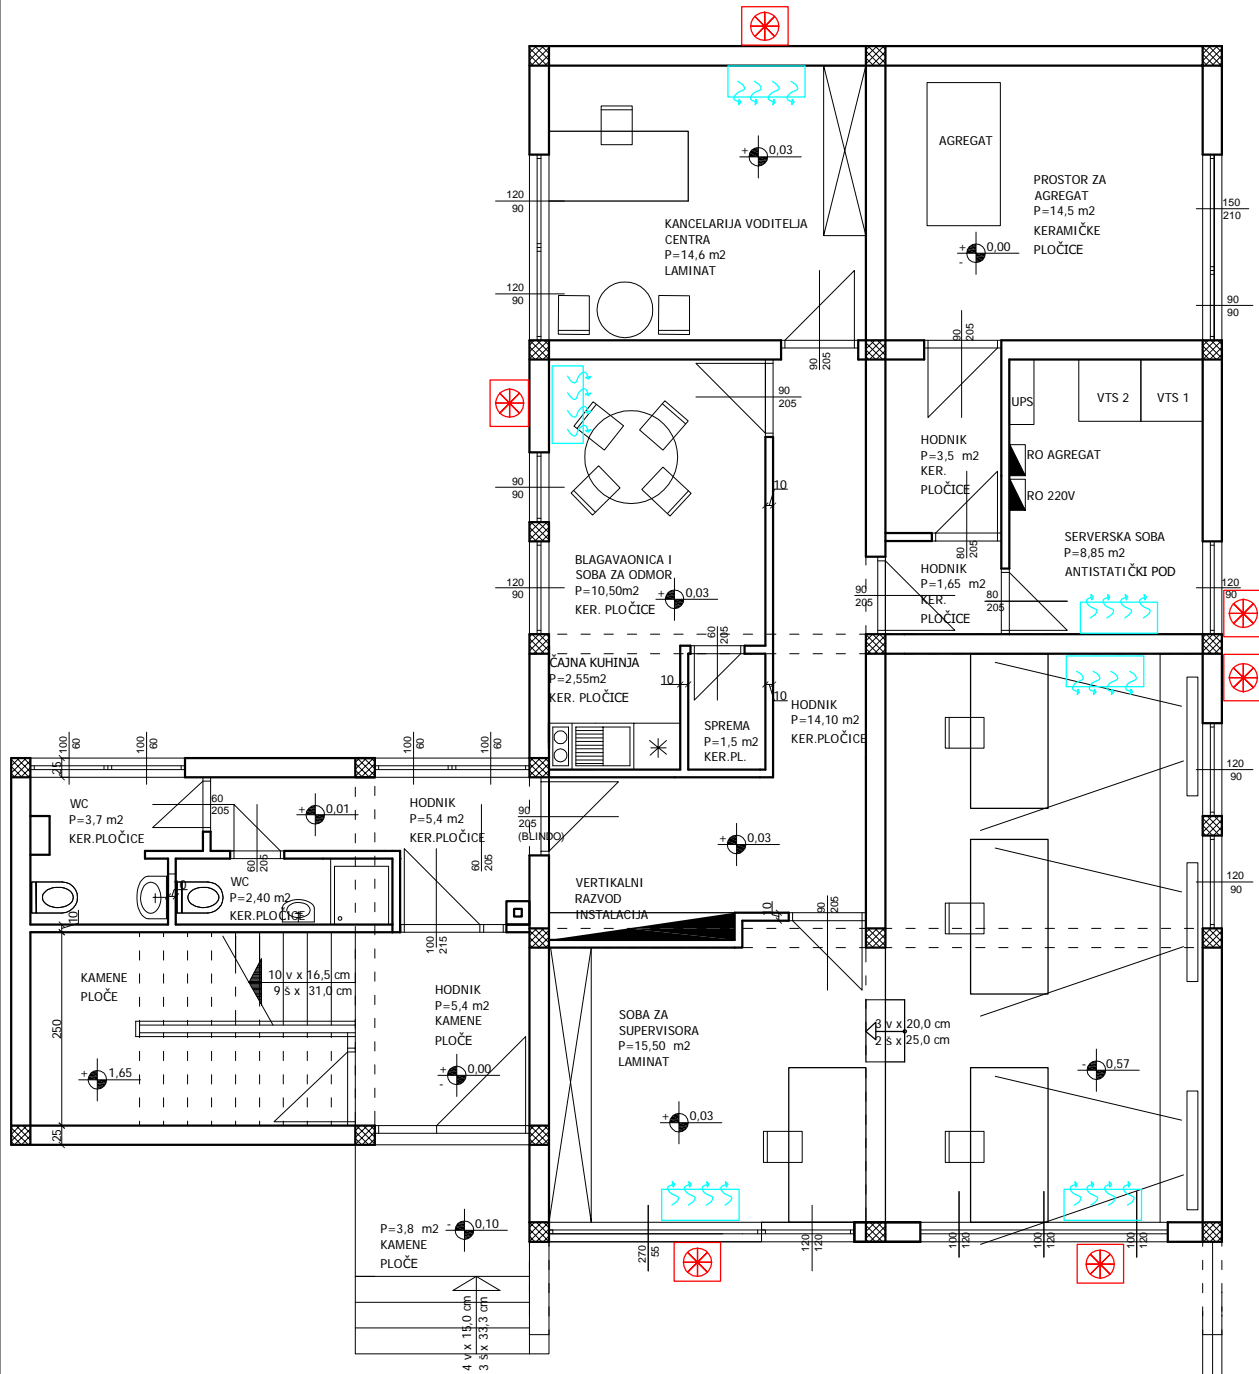 AGREGAT
+ 0,03
PROSTOR ZA
AGREGAT
P=14,5 m2
KERAMIČKE
PLOČICE
120
90
150
210
KANCELARIJA VODITELJA
CENTRA
P=14,6 m2
LAMINAT
+ 0,00
-
120
90
90
90
90
205
90
205
90
205
UPS
VTS 2
VTS 1
HODNIK
P=3,5 m2
KER.
PLOČICE
RO AGREGAT
RO 220V
90
90
10
SERVERSKA SOBA
P=8,85 m2
ANTISTATIČKI POD
80
205
BLAGAVAONICA I
SOBA ZA ODMOR
P=10,50m2
KER. PLOČICE
+ 0,03
HODNIK
P=1,65 m2
KER.
PLOČICE
120
90
90
205
80
205
120
90
60
205
ČAJNA KUHINJA
P=2,55m2
KER. PLOČICE
10
10
HODNIK
P=14,10 m2
KER.PLOČICE
SPREMA
P=1,5 m2
KER.PL.
100
60
100
60
100
60
100
60
25
120
90
WC
P=3,7 m2
KER.PLOČICE
60
205
+ 0,01
HODNIK
P=5,4 m2
KER.PLOČICE
90
205
(BLINDO)
+ 0,03
60
205
60
205
WC
P=2,40 m2
KER.PLOČICE
10
10
VERTIKALNI
RAZVOD
INSTALACIJA
10
90
205
120
90
100
215
KAMENE
PLOČE
10 v x 16,5 cm
9 š x 31,0 cm
HODNIK
P=5,4 m2
KAMENE
PLOČE
250
SOBA ZA
SUPERVISORA
P=15,50 m2
LAMINAT
3 v x 20,0 cm
2 š x 25,0 cm
+ 1,65
+ 0,00
-
- 0,57
+ 0,03
25
P=3,8 m2
KAMENE
PLOČE
- 0,10
270
55
120
120
100
120
100
120
100
120
4 v x 15,0 cm
3 š x 33,3 cm